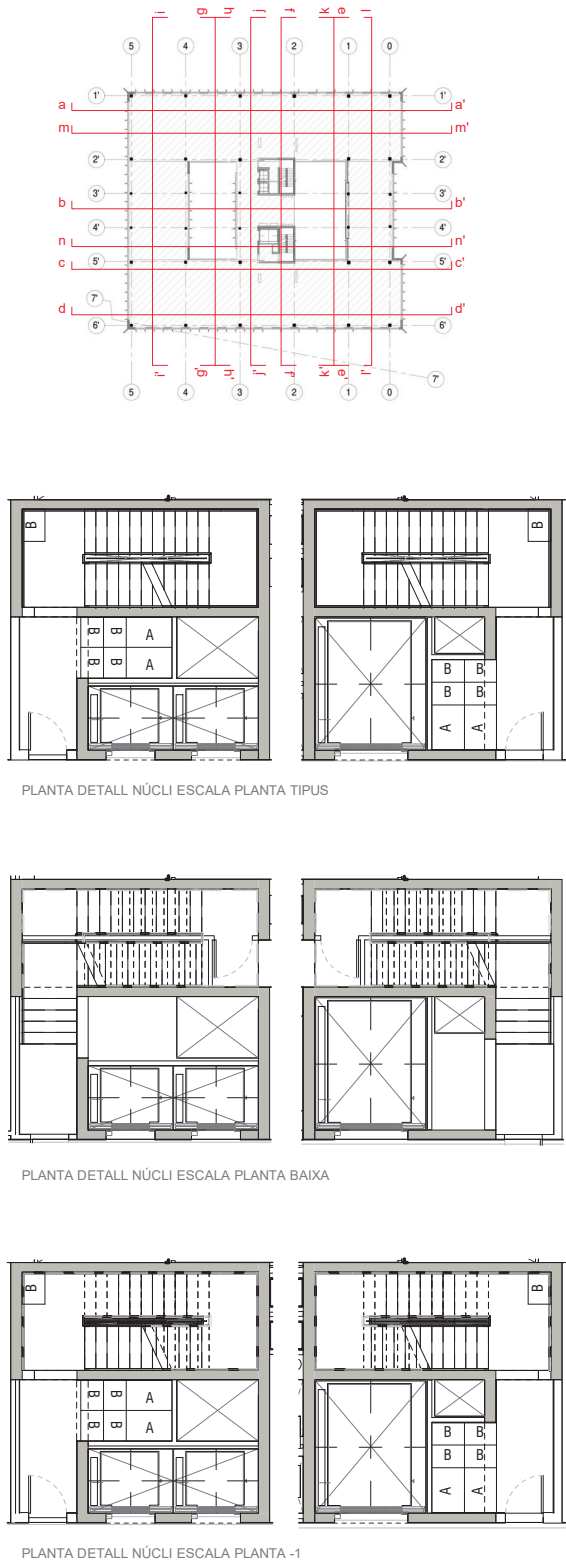 i g h j f k e l
5 4 3 2 1 0
1' 1'
a a'
m m'
2' 2'
3' 3'
b b'
4' 4'
n n'
5' 5'
c c'
7'
d d'
6' 6'
i' g' h' j' f' k' e' l'
7'
5 4 3 2 1 0
B B
B B A B B
B B A B B
A A
PLANTA DETALL NÚCLI ESCALA PLANTA TIPUS
PLANTA DETALL NÚCLI ESCALA PLANTA BAIXA
B B
B B A B B
B B A B B
A A
PLANTA DETALL NÚCLI ESCALA PLANTA -1